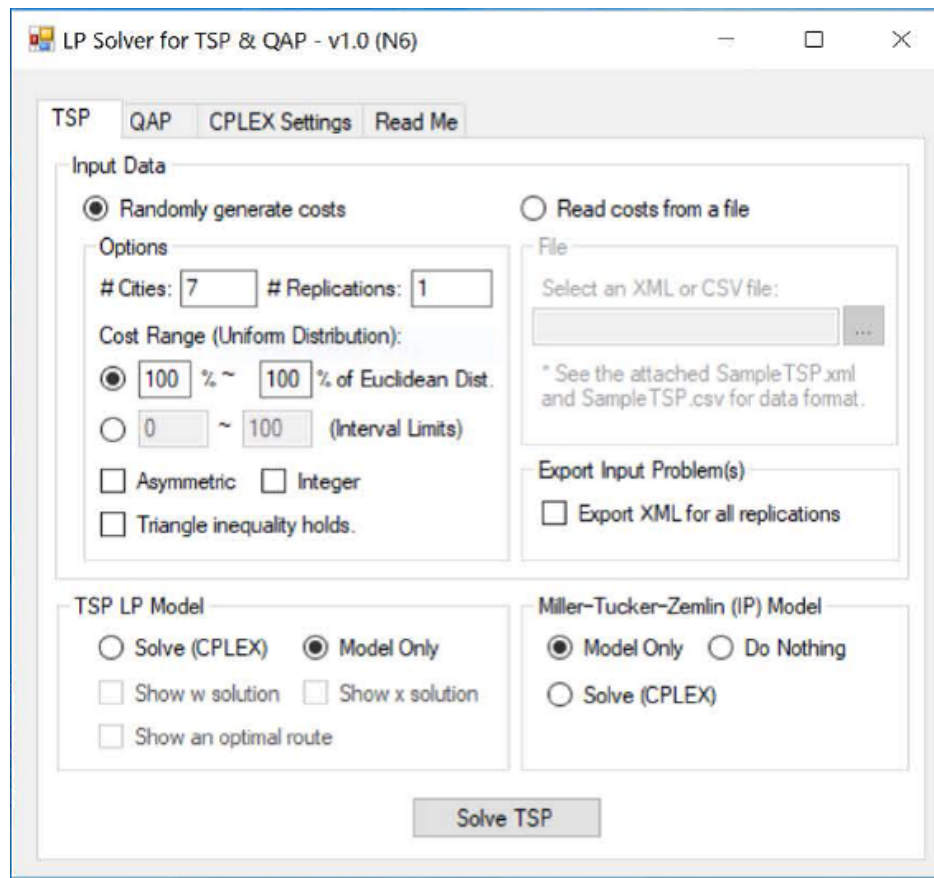 LP Solver for TSP & QAP - v1.0 (N6)
TSP QAP CPLEX Settings Read Me
Input Data
Randomly generate costs
Read costs from a file
Options
# Cities: 7 # Replications: 1
Cost Range (Uniform Distribution):
100 % ~ 100 % of Euclidean Dist.
0 ~ 100 (Interval Limits)
Asymmetric Integer
Triangle inequality holds.
File
Select an XML or CSV file:
...
* See the attached SampleTSP.xml
and SampleTSP.csv for data format.
Export Input Problem(s)
Export XML for all replications
TSP LP Model
Solve (CPLEX) Model Only
Show w solution Show x solution
Show an optimal route
Miller-Tucker-Zemlin (IP) Model
Model Only Do Nothing
Solve (CPLEX)
Solve TSP